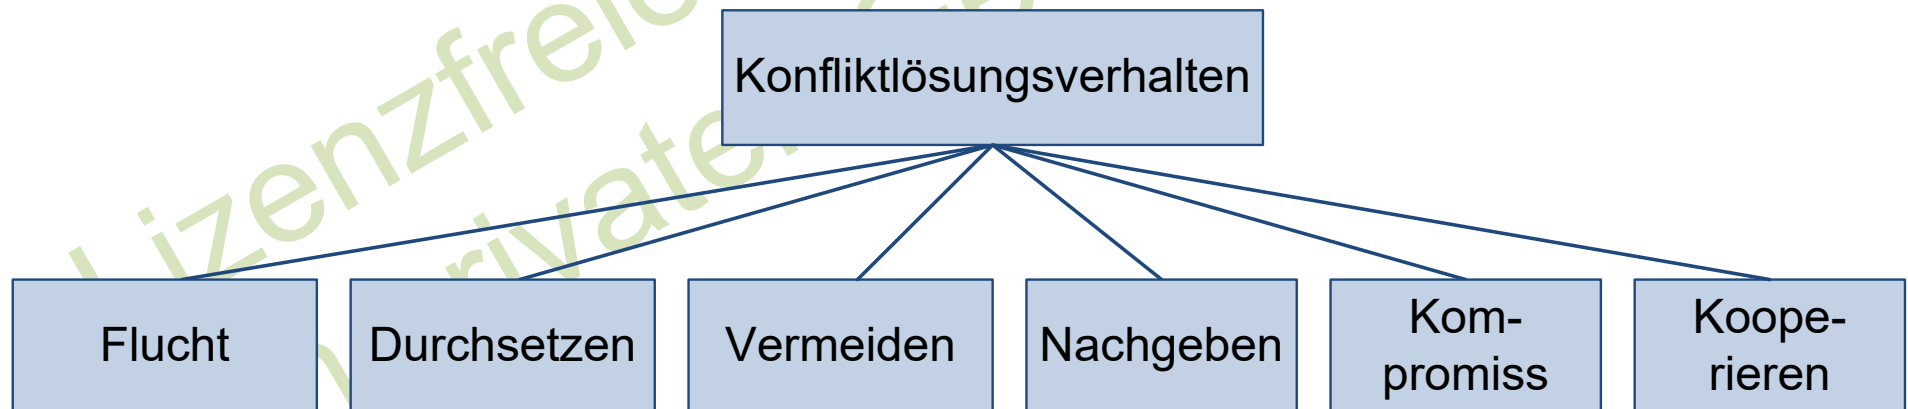 Konfliktlösungsverhalten
Flucht
Durchsetzen
Vermeiden
Nachgeben
Kom-
promiss
Koope-
rieren